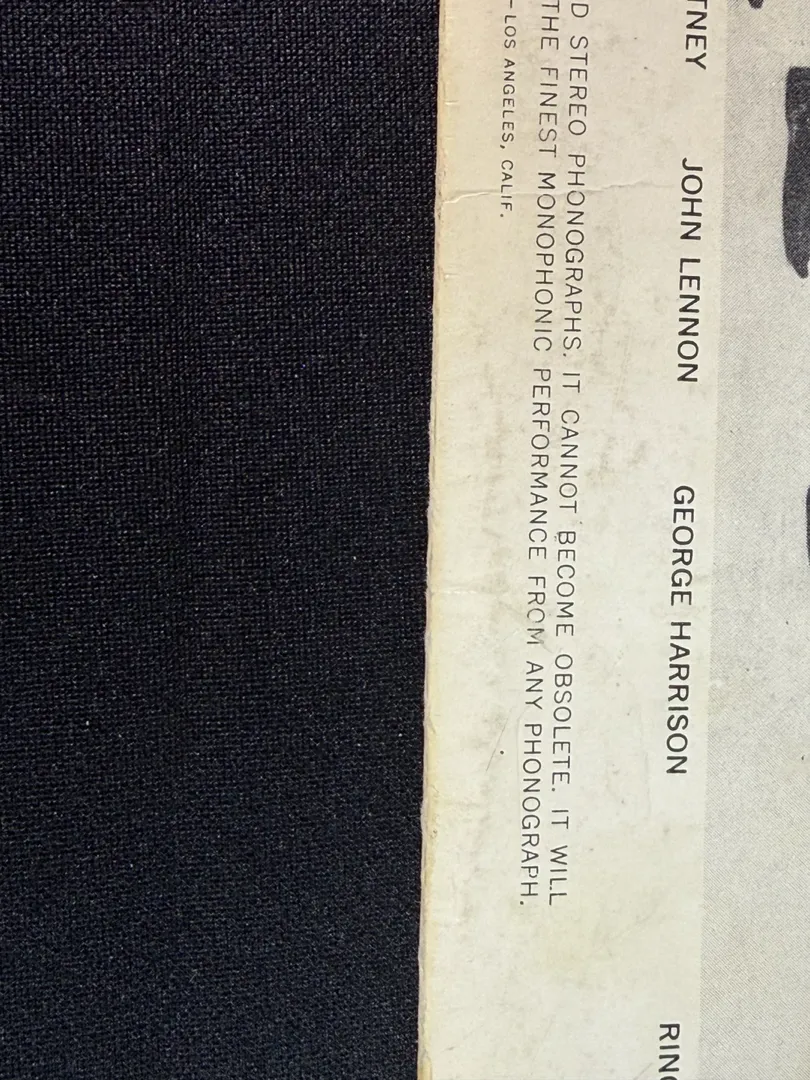 TNEY JOHN LENNON GEORGE HARRISON RING
D STEREO PHONOGRAPHS. IT CANNOT BECOME OBSOLETE. IT WILL
THE FINEST MONOPHONIC PERFORMANCE FROM ANY PHONOGRAPH.
– LOS ANGELES, CALIF.